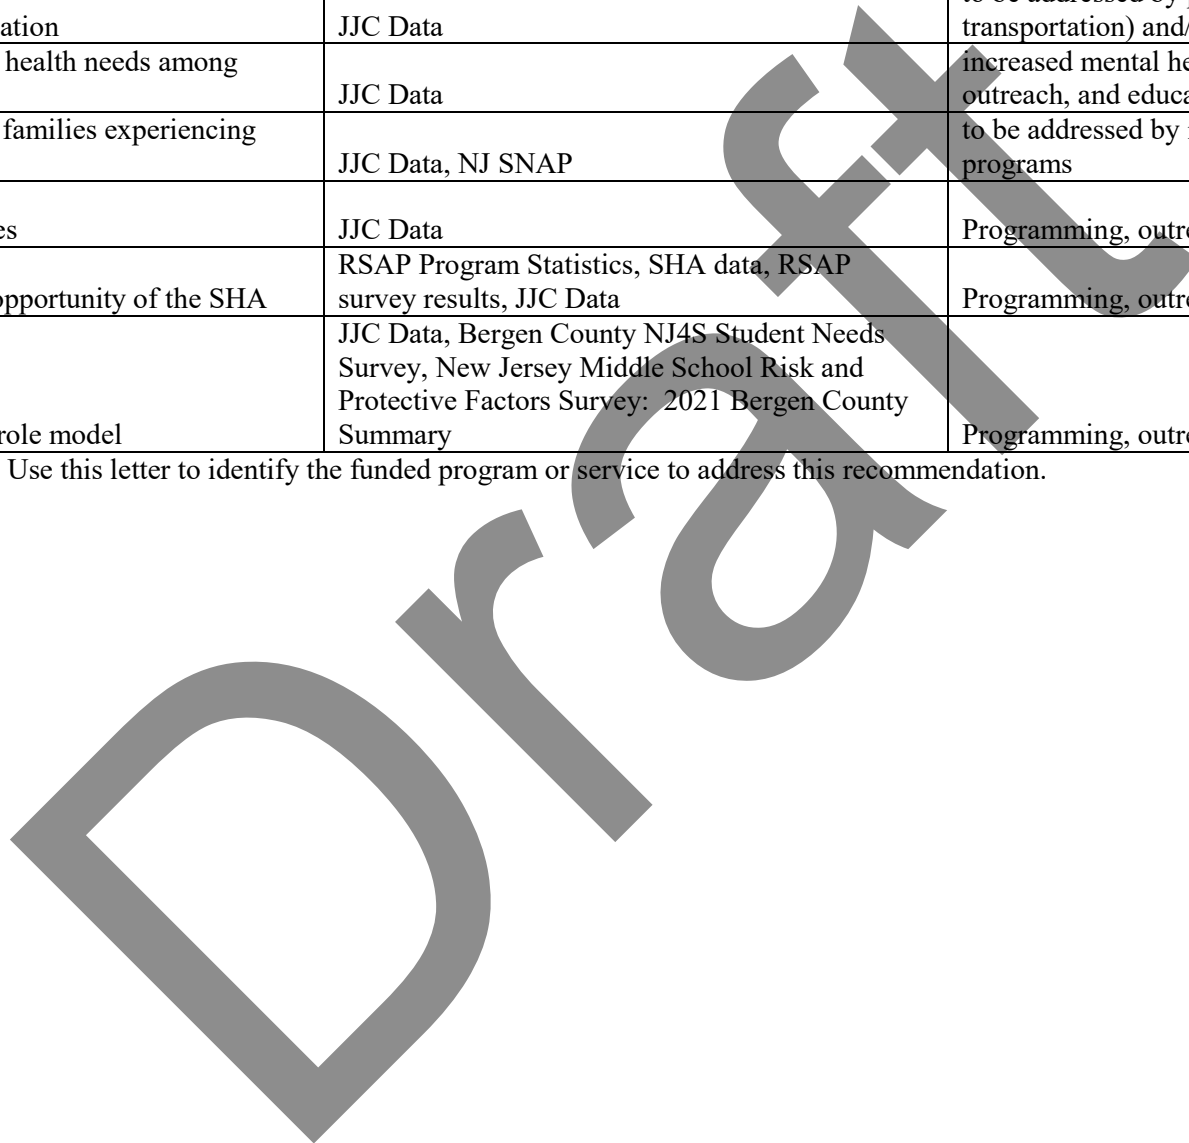 to be addressed by
ation JJC Data transportation) and/
health needs among increased mental he
JJC Data outreach, and educa
families experiencing to be addressed by
JJC Data, NJ SNAP programs
es JJC Data Programming, outre
RSAP Program Statistics, SHA data, RSAP
opportunity of the SHA survey results, JJC Data Programming, outre
JJC Data, Bergen County NJ4S Student Needs
Survey, New Jersey Middle School Risk and
Protective Factors Survey: 2021 Bergen County
role model Summary Programming, outre
Use this letter to identify the funded program or service to address this recommendation.
Draft